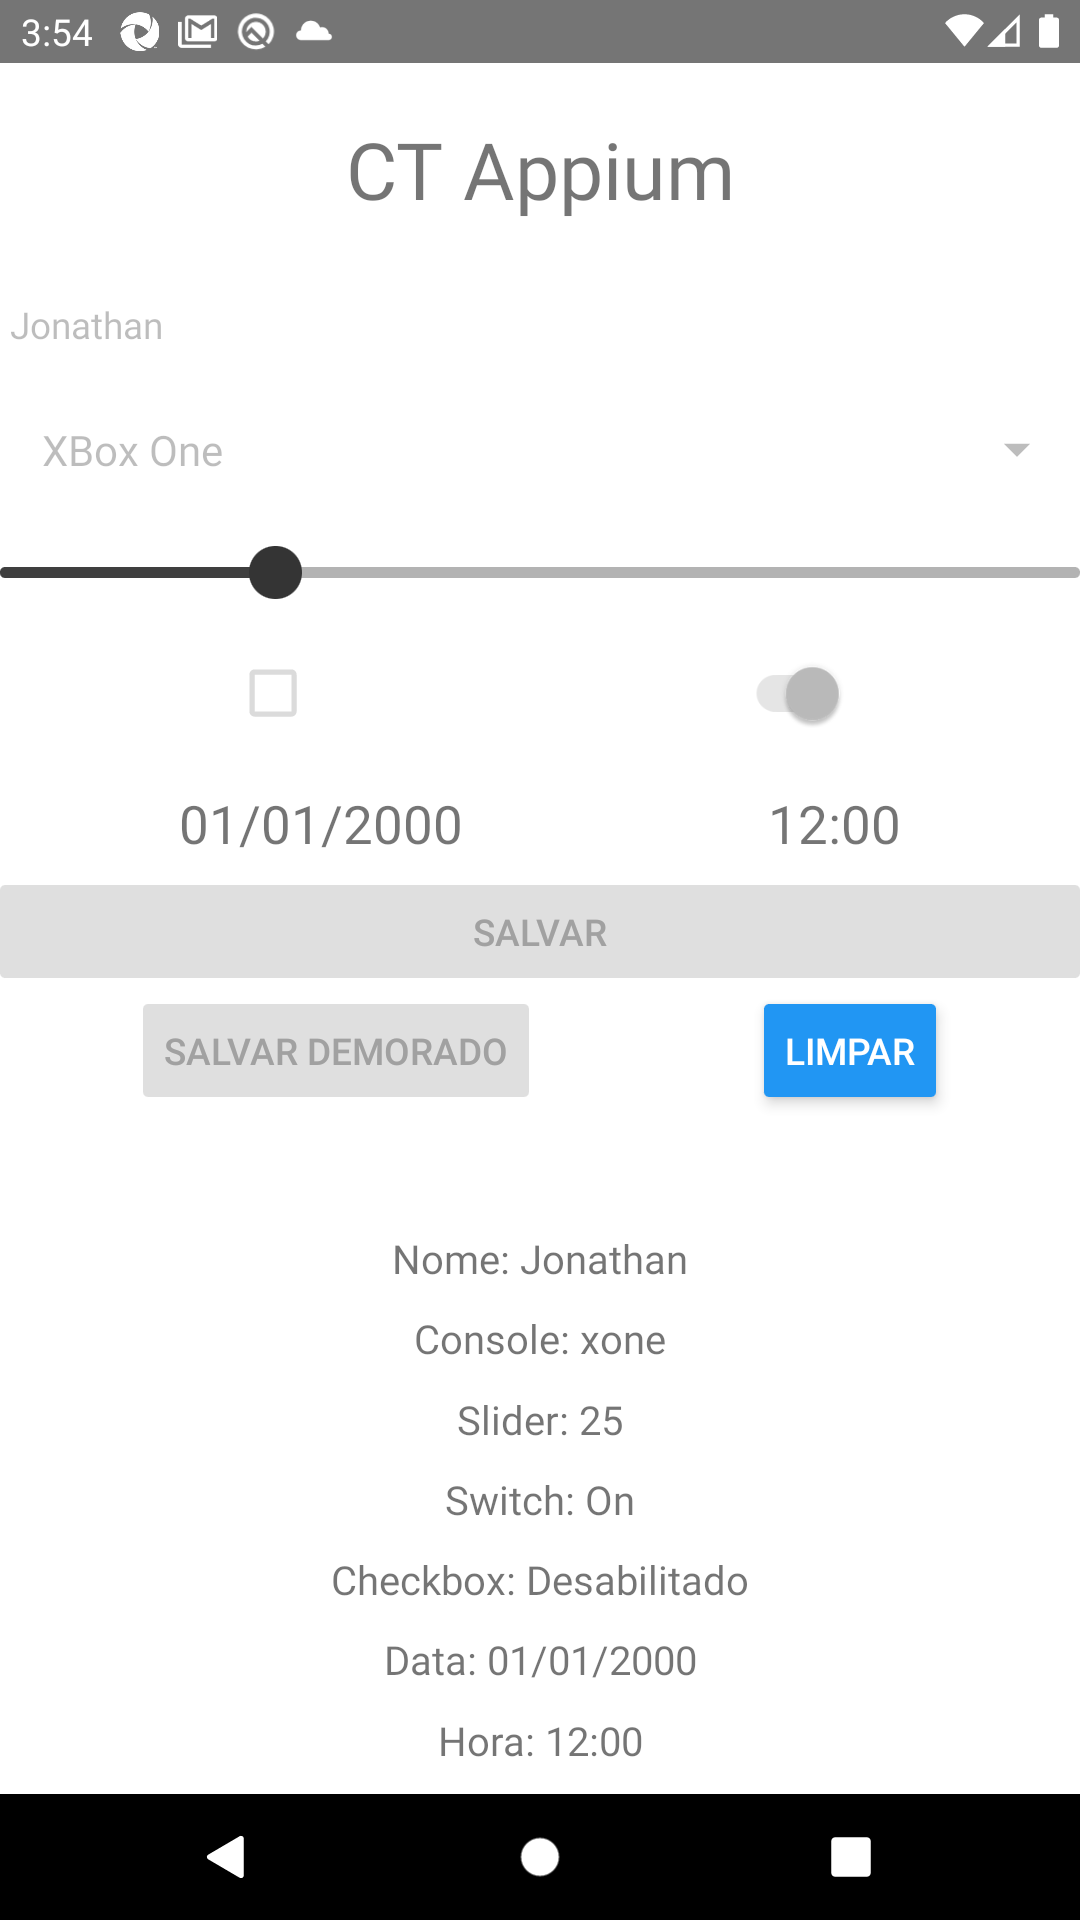 3:54
CT Appium
Jonathan
XBox One
01/01/2000 12:00
SALVAR
SALVAR DEMORADO LIMPAR
Nome: Jonathan
Console: xone
Slider: 25
Switch: On
Checkbox: Desabilitado
Data: 01/01/2000
Hora: 12:00